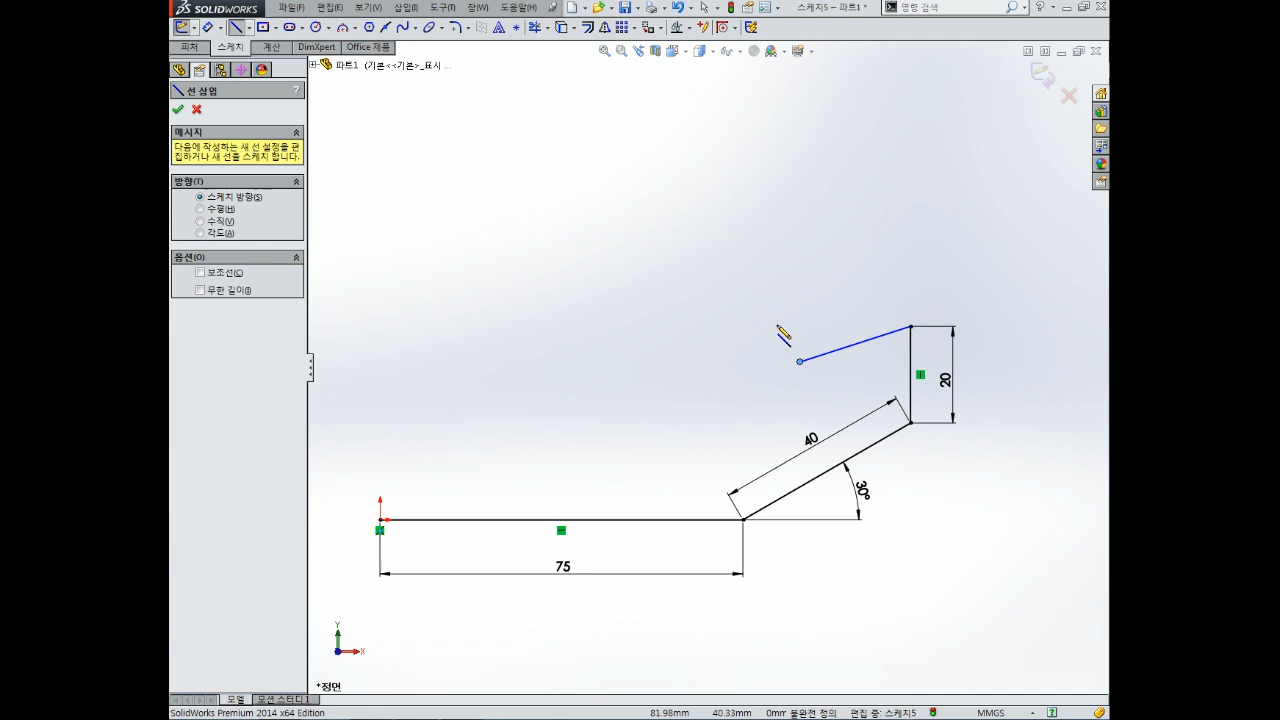 SOLIDWORKS
파일(F) 편집(E) 보기(V) 삽입(I) 도구(T) 창(W) 도움말(H)
스케치5 - 파트1 *
명령 검색
피처 스케치 계산 DimXpert Office 제품
파트1 (기본<<기본>_표시 ...
선 삽입
?
메시지
다음에 작성하는 새 선 설정을 편
집하거나 새 선을 스케치 합니다.
방향(T)
스케치 방향(S)
수평(H)
수직(V)
각도(A)
옵션(O)
보조선(C)
무한 길이(I)
20
40
30°
75
Y
X
*정면
모델 모션 스터디 1
SolidWorks Premium 2014 x64 Edition
81.98mm 40.33mm 0mm 불완전 정의 편집 중: 스케치5 MMGS